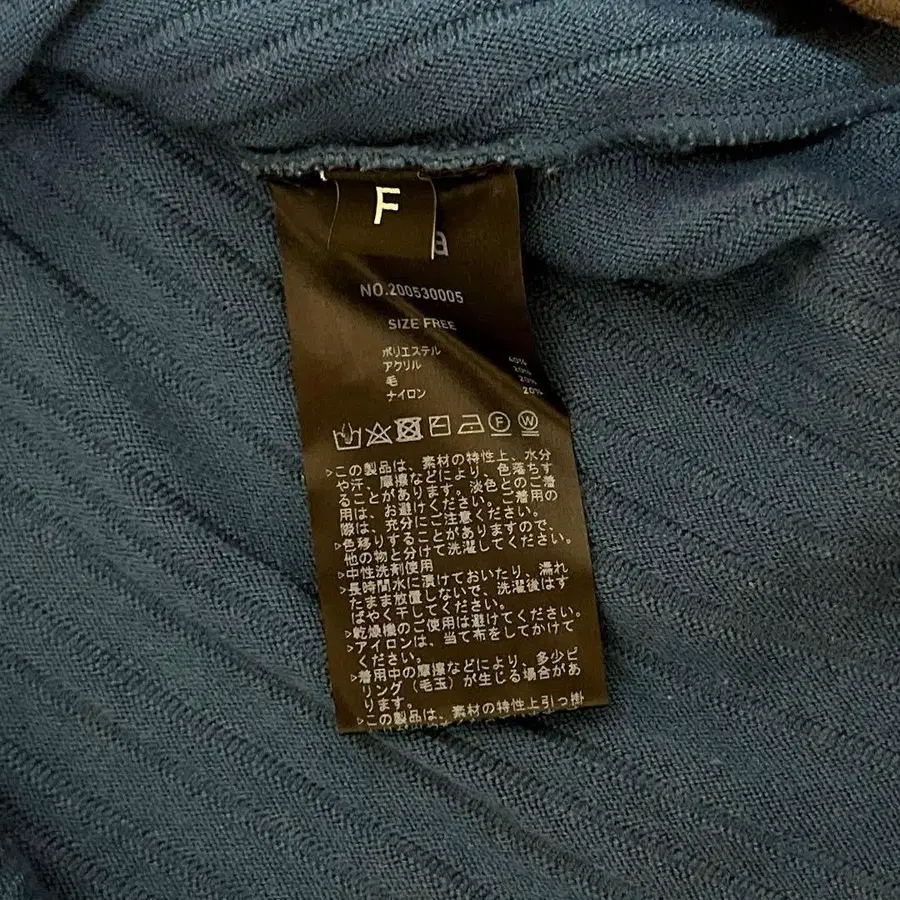 F
NO.200530005
SIZE FREE
ポリエステル 40%
アクリル 20%
毛 20%
ナイロン 20%
F W
▷この製品は、素材の特性上、水分
や汗、摩擦などにより、色落ちす
ることがあります。淡色とのご着
用は、お避けください。ご着用の
際は、充分にご注意ください。
▷色移りすることがありますので、
他の物と分けて洗濯してください。
▷中性洗剤使用
▷長時間水に漬けておいたり、濡れ
たまま放置しないで、洗濯後はす
ばやく干してください。
▷乾燥機のご使用は避けてください。
▷アイロンは、当て布をしてかけて
ください。
▷着用中の摩擦などにより、多少ピ
リング（毛玉）が生じる場合があ
ります。
▷この製品は、素材の特性上引っ掛